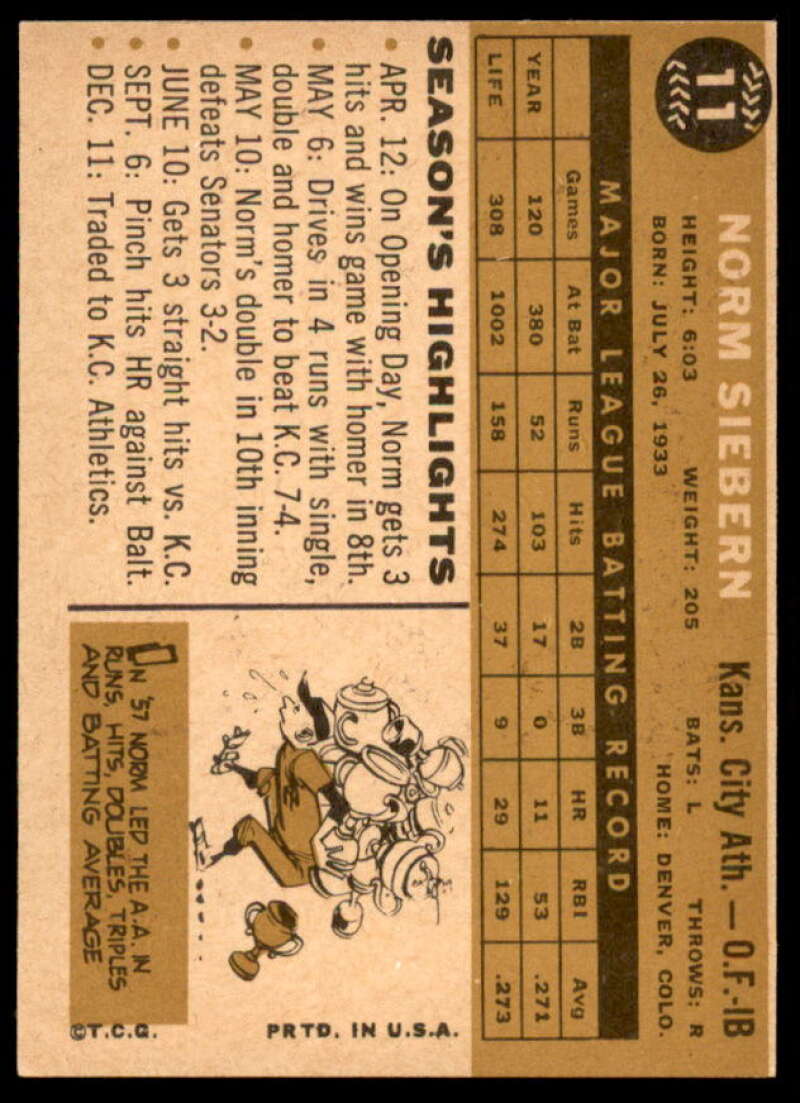 11
NORM SIEBERN Kans. City Ath. — O.F.-1B
HEIGHT: 6:03 WEIGHT: 205 BATS: L THROWS: R
BORN: JULY 26, 1933 HOME: DENVER, COLO.
MAJOR LEAGUE BATTING RECORD
Games At Bat Runs Hits 2B 3B HR RBI Avg
YEAR 120 380 52 103 17 0 11 53 .271
LIFE 308 1002 158 274 37 9 29 129 .273
SEASON'S HIGHLIGHTS
• APR. 12: On Opening Day, Norm gets 3
hits and wins game with homer in 8th.
• MAY 6: Drives in 4 runs with single,
double and homer to beat K.C. 7-4.
• MAY 10: Norm's double in 10th inning
defeats Senators 3-2.
• JUNE 10: Gets 3 straight hits vs. K.C.
• SEPT. 6: Pinch hits HR against Balt.
• DEC. 11: Traded to K.C. Athletics.
IN '57 NORM LED THE A.A. IN
RUNS, HITS, DOUBLES, TRIPLES
AND BATTING AVERAGE
©T.C.G. PRTD. IN U.S.A.